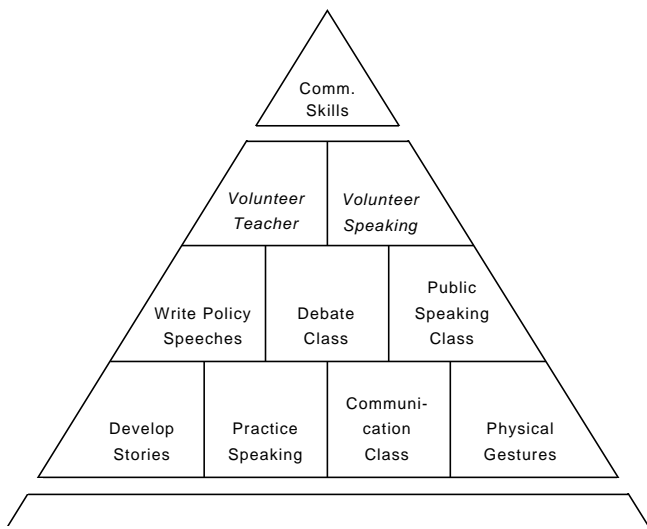 Comm.
Skills
Volunteer
Teacher
Volunteer
Speaking
Write Policy
Speeches
Debate
Class
Public
Speaking
Class
Develop
Stories
Practice
Speaking
Communi-
cation
Class
Physical
Gestures